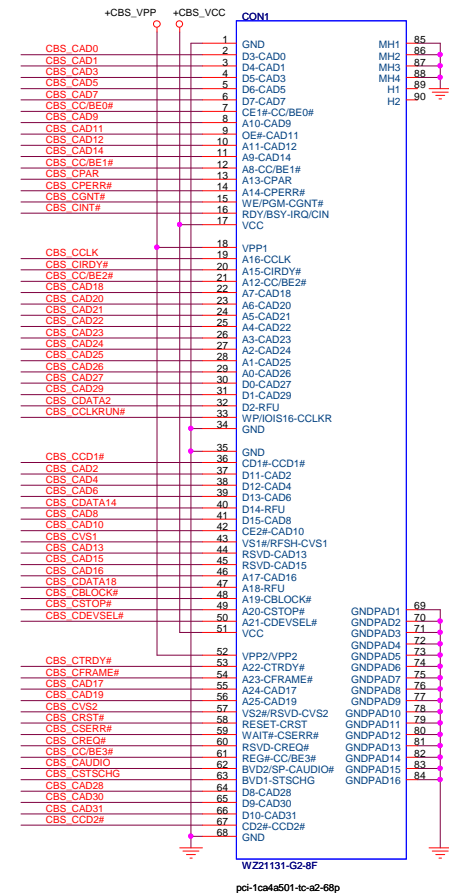 +CBS_VPP +CBS_VCC
CON1
1 GND
CBS_CAD0 2 D3-CAD0
CBS_CAD1 3 D4-CAD1
CBS_CAD3 4 D5-CAD3
CBS_CAD5 5 D6-CAD5
CBS_CAD7 6 D7-CAD7
CBS_CC/BE0# 7 CE1#-CC/BE0#
CBS_CAD9 8 A10-CAD9
CBS_CAD11 9 OE#-CAD11
CBS_CAD12 10 A11-CAD12
CBS_CAD14 11 A9-CAD14
CBS_CC/BE1# 12 A8-CC/BE1#
CBS_CPAR 13 A13-CPAR
CBS_CPERR# 14 A14-CPERR#
CBS_CGNT# 15 WE/PGM-CGNT#
CBS_CINT# 16 RDY/BSY-IRQ/CIN
17 VCC
18 VPP1
CBS_CCLK 19 A16-CCLK
CBS_CIRDY# 20 A15-CIRDY#
CBS_CC/BE2# 21 A12-CC/BE2#
CBS_CAD18 22 A7-CAD18
CBS_CAD20 23 A6-CAD20
CBS_CAD21 24 A5-CAD21
CBS_CAD22 25 A4-CAD22
CBS_CAD23 26 A3-CAD23
CBS_CAD24 27 A2-CAD24
CBS_CAD25 28 A1-CAD25
CBS_CAD26 29 A0-CAD26
CBS_CAD27 30 D0-CAD27
CBS_CAD29 31 D1-CAD29
CBS_CDATA2 32 D2-RFU
CBS_CCLKRUN# 33 WP/IOIS16-CCLKR
34 GND
35 GND
CBS_CCD1# 36 CD1#-CCD1#
CBS_CAD2 37 D11-CAD2
CBS_CAD4 38 D12-CAD4
CBS_CAD6 39 D13-CAD6
CBS_CDATA14 40 D14-RFU
CBS_CAD8 41 D15-CAD8
CBS_CAD10 42 CE2#-CAD10
CBS_CVS1 43 VS1#/RFSH-CVS1
CBS_CAD13 44 RSVD-CAD13
CBS_CAD15 45 RSVD-CAD15
CBS_CAD16 46 A17-CAD16
CBS_CDATA18 47 A18-RFU
CBS_CBLOCK# 48 A19-CBLOCK#
CBS_CSTOP# 49 A20-CSTOP#
CBS_CDEVSEL# 50 A21-CDEVSEL#
51 VCC
52 VPP2/VPP2
CBS_CTRDY# 53 A22-CTRDY#
CBS_CFRAME# 54 A23-CFRAME#
CBS_CAD17 55 A24-CAD17
CBS_CAD19 56 A25-CAD19
CBS_CVS2 57 VS2#/RSVD-CVS2
CBS_CRST# 58 RESET-CRST
CBS_CSERR# 59 WAIT#-CSERR#
CBS_CREQ# 60 RSVD-CREQ#
CBS_CC/BE3# 61 REG#-CC/BE3#
CBS_CAUDIO 62 BVD2/SP-CAUDIO#
CBS_CSTSCHG 63 BVD1-STSCHG
CBS_CAD28 64 D8-CAD28
CBS_CAD30 65 D9-CAD30
CBS_CAD31 66 D10-CAD31
CBS_CCD2# 67 CD2#-CCD2#
68 GND
MH1 85
MH2 86
MH3 87
MH4 88
H1 89
H2 90
GNDPAD1 69
GNDPAD2 70
GNDPAD3 71
GNDPAD4 72
GNDPAD5 73
GNDPAD6 74
GNDPAD7 75
GNDPAD8 76
GNDPAD9 77
GNDPAD10 78
GNDPAD11 79
GNDPAD12 80
GNDPAD13 81
GNDPAD14 82
GNDPAD15 83
GNDPAD16 84
WZ21131-G2-8F
pci-1ca4a501-tc-a2-68p